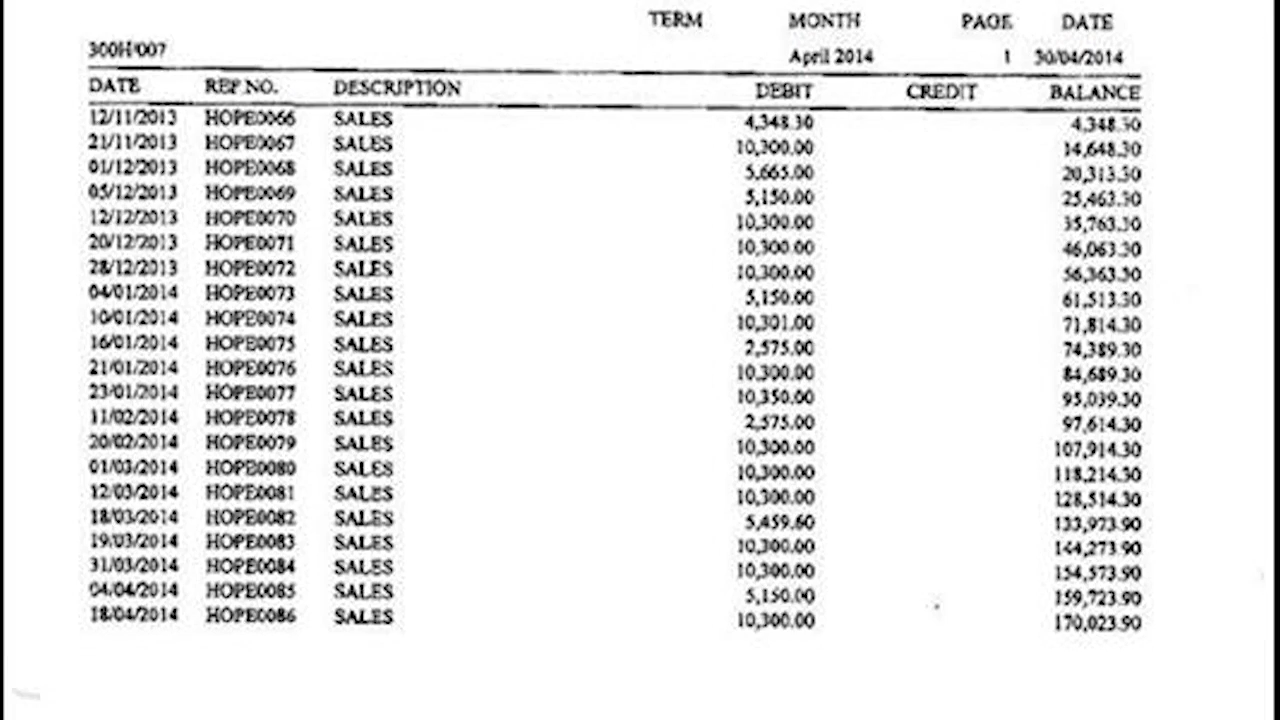 TERM MONTH PAGE DATE
300H/007 April 2014 1 30/04/2014
DATE REF.NO. DESCRIPTION DEBIT CREDIT BALANCE
12/11/2013 HOPE0066 SALES 4,348.30 4,348.30
21/11/2013 HOPE0067 SALES 10,300.00 14,648.30
01/12/2013 HOPE0068 SALES 5,665.00 20,313.30
05/12/2013 HOPE0069 SALES 5,150.00 25,463.30
12/12/2013 HOPE0070 SALES 10,300.00 35,763.30
20/12/2013 HOPE0071 SALES 10,300.00 46,063.30
28/12/2013 HOPE0072 SALES 10,300.00 56,363.30
04/01/2014 HOPE0073 SALES 5,150.00 61,513.30
10/01/2014 HOPE0074 SALES 10,301.00 71,814.30
16/01/2014 HOPE0075 SALES 2,575.00 74,389.30
21/01/2014 HOPE0076 SALES 10,300.00 84,689.30
23/01/2014 HOPE0077 SALES 10,350.00 95,039.30
11/02/2014 HOPE0078 SALES 2,575.00 97,614.30
20/02/2014 HOPE0079 SALES 10,300.00 107,914.30
01/03/2014 HOPE0080 SALES 10,300.00 118,214.30
12/03/2014 HOPE0081 SALES 10,300.00 128,514.30
18/03/2014 HOPE0082 SALES 5,459.60 133,973.90
19/03/2014 HOPE0083 SALES 10,300.00 144,273.90
31/03/2014 HOPE0084 SALES 10,300.00 154,573.90
04/04/2014 HOPE0085 SALES 5,150.00 159,723.90
18/04/2014 HOPE0086 SALES 10,300.00 170,023.90